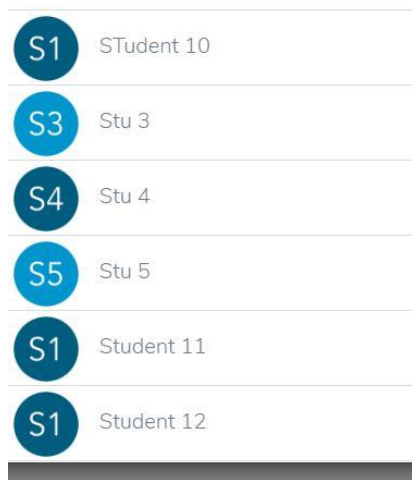 S1 STudent 10
S3 Stu 3
S4 Stu 4
S5 Stu 5
S1 Student 11
S1 Student 12